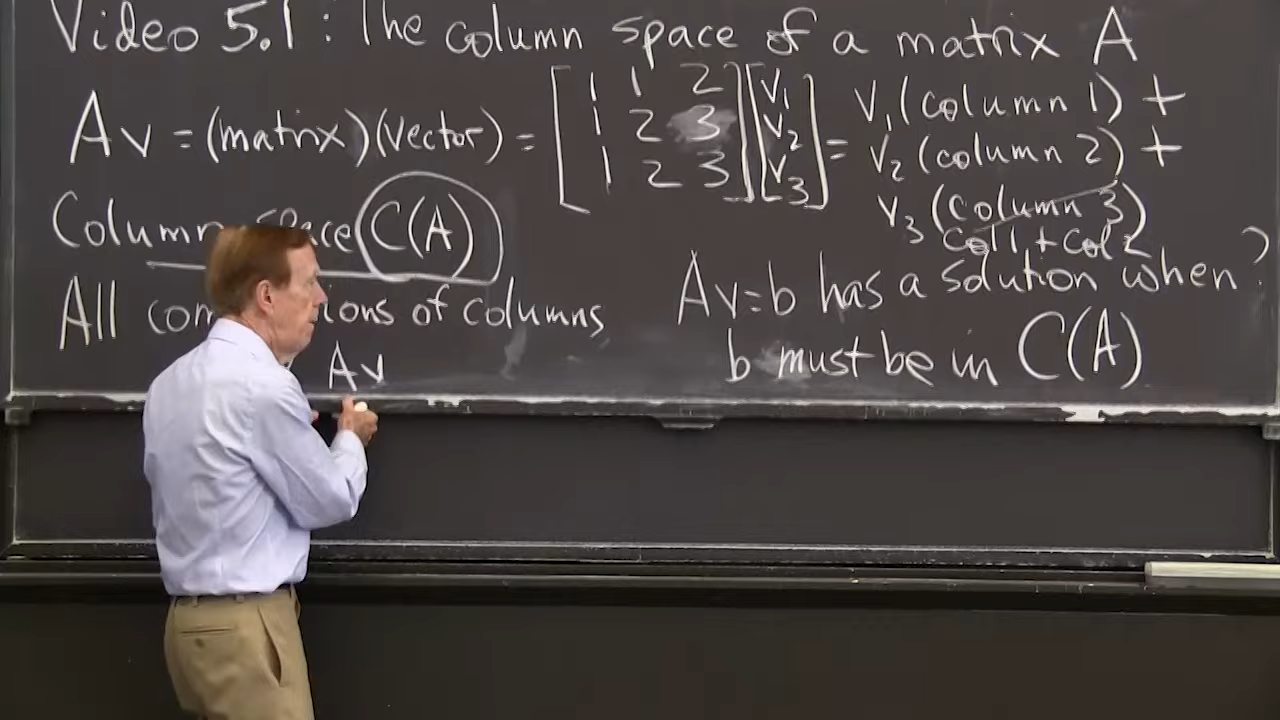 Video 5.1: The column space of a matrix A
Av = (matrix)(vector) = [1 1 2 [v1 = v1(column 1) +
1 2 3 v2 v2(column 2) +
1 2 3] v3] v3(column 3)
col 1 + col 2
Column space C(A)
Av=b has a solution when?
All of columns
b must be in C(A)
Av